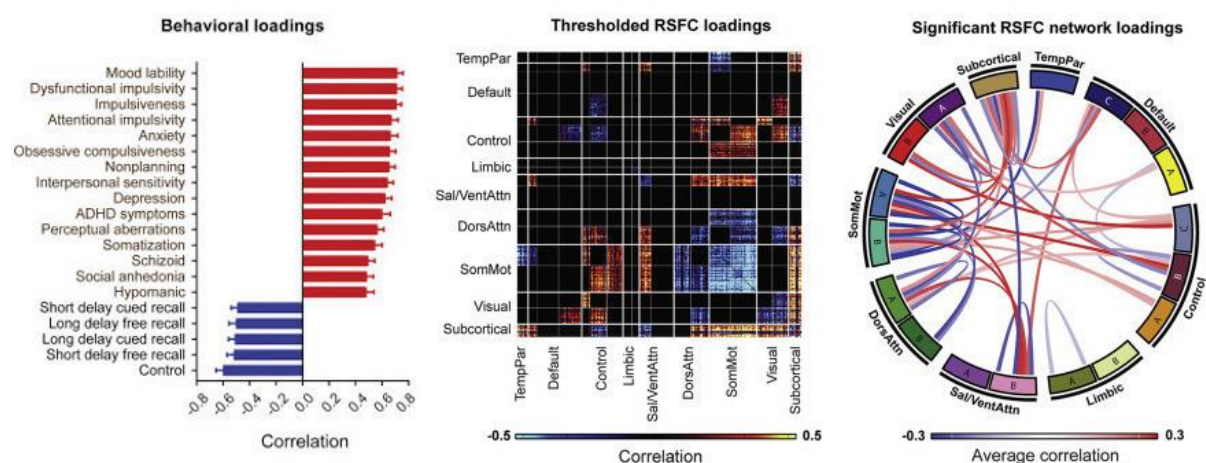 Behavioral loadings
Mood lability
Dysfunctional impulsivity
Impulsiveness
Attentional impulsivity
Anxiety
Obsessive compulsiveness
Nonplanning
Interpersonal sensitivity
Depression
ADHD symptoms
Perceptual aberrations
Somatization
Schizoid
Social anhedonia
Hypomanic
Short delay cued recall
Long delay free recall
Long delay cued recall
Short delay free recall
Control
-0.8 -0.6 -0.4 -0.2 0.0 0.2 0.4 0.6 0.8
Correlation
Thresholded RSFC loadings
TempPar
Default
Control
Limbic
Sal/VentAttn
DorsAttn
SomMot
Visual
Subcortical
TempPar
Default
Control
Limbic
Sal/VentAttn
DorsAttn
SomMot
Visual
Subcortical
-0.5 0.5
Correlation
Significant RSFC network loadings
Subcortical
TempPar
Default
C
B
A
Control
C
B
A
Limbic
B
A
Sal/VentAttn
B
A
DorsAttn
B
A
SomMot
B
A
Visual
B
A
-0.3 0.3
Average correlation